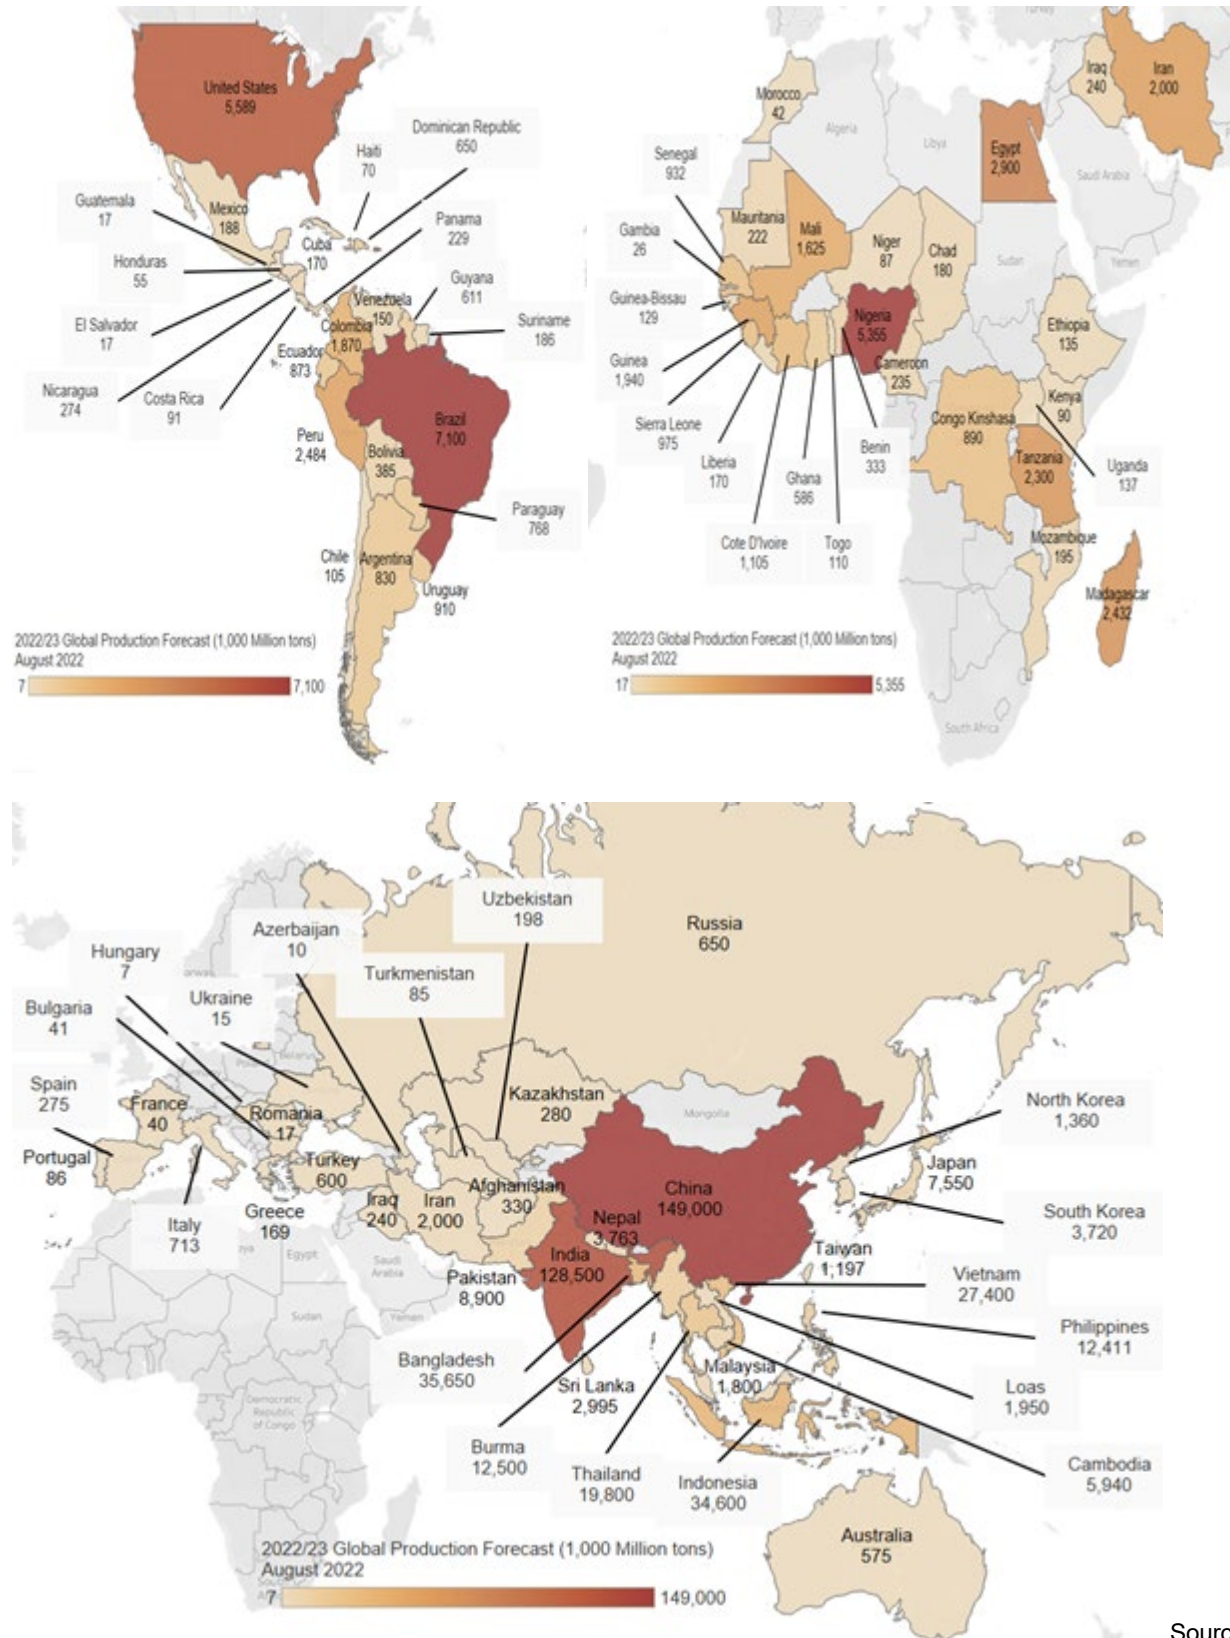 United States
5,589
Dominican Republic
650
Haiti
70
Guatemala
17
Mexico
188
Panama
229
Cuba
170
Honduras
55
Guyana
611
Venezuela
150
El Salvador
17
Colombia
1,870
Suriname
186
Ecuador
873
Nicaragua
274
Costa Rica
91
Brazil
7,100
Peru
2,484
Bolivia
385
Paraguay
768
Chile
105
Argentina
830
Uruguay
910
2022/23 Global Production Forecast (1,000 Million tons)
August 2022
7
7,100
Turkey
Iraq
240
Iran
2,000
Morocco
42
Algeria
Libya
Egypt
2,900
Senegal
932
Saudi Arabia
Mauritania
222
Mali
1,625
Gambia
26
Niger
87
Chad
180
Sudan
Yemen
Guinea-Bissau
129
Nigeria
5,355
Ethiopia
135
Guinea
1,940
Cameroon
235
Kenya
90
Sierra Leone
975
Congo Kinshasa
890
Benin
333
Liberia
170
Ghana
586
Tanzania
2,300
Uganda
137
Cote D'Ivoire
1,105
Togo
110
Mozambique
195
Madagascar
2,432
2022/23 Global Production Forecast (1,000 Million tons)
August 2022
17
5,355
South Africa
Uzbekistan
198
Azerbaijan
10
Russia
650
Hungary
7
Turkmenistan
85
Ukraine
15
Bulgaria
41
Belarus
Spain
275
France
40
Romania
17
Kazakhstan
280
Mongolia
North Korea
1,360
Portugal
86
Turkey
600
Japan
7,550
Afghanistan
330
China
149,000
Iraq
240
Iran
2,000
Italy
713
Greece
169
Nepal
3,763
South Korea
3,720
Egypt
Saudi
Arabia
India
128,500
Taiwan
1,197
Pakistan
8,900
Vietnam
27,400
Sudan
Yemen
Philippines
12,411
Bangladesh
35,650
Sri Lanka
2,995
Malaysia
1,800
Loas
1,950
Democratic
Republic
of Congo
Burma
12,500
Thailand
19,800
Indonesia
34,600
Cambodia
5,940
Australia
575
2022/23 Global Production Forecast (1,000 Million tons)
August 2022
7
149,000
Sourc